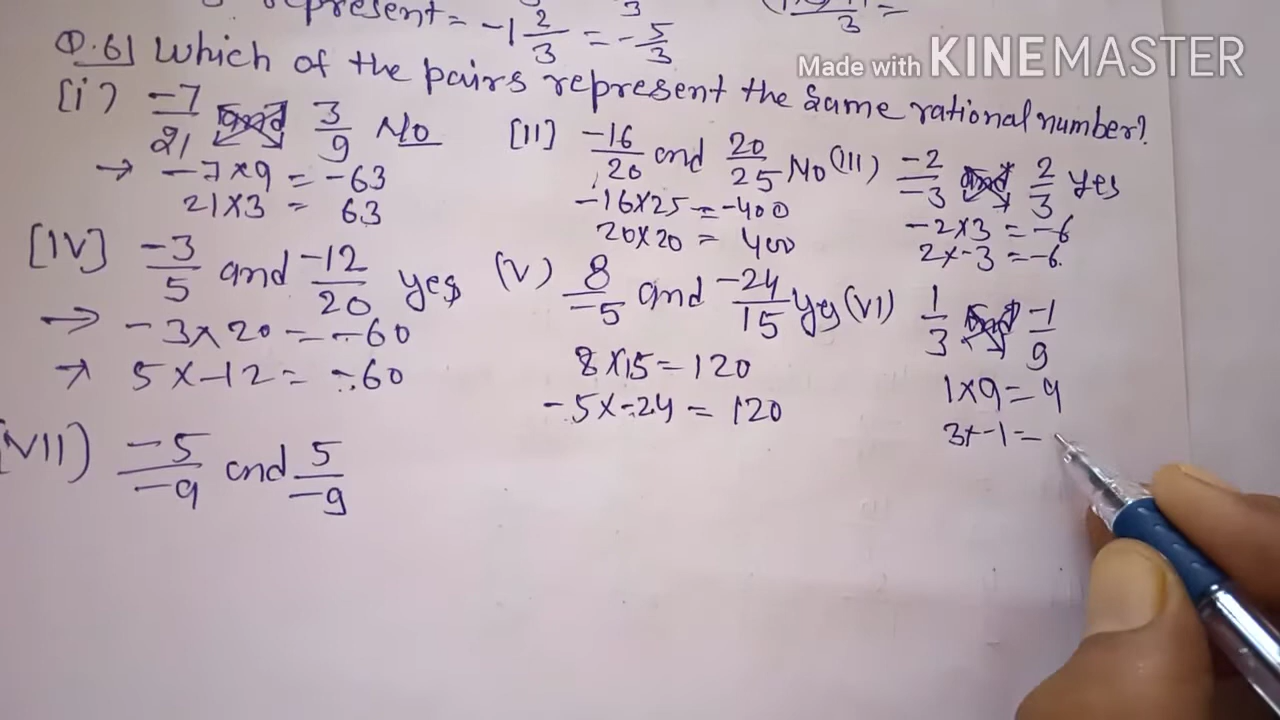 represent = -1 2/3 = -5/3
Made with KINEMASTER
Q.6] Which of the pairs represent the same rational number?
(i) -7/21 and 3/9 No
→ -7×9 = -63
21×3 = 63
[II] -16/20 and 20/25 No
-16×25 = -400
20×20 = 400
(III) -2/-3 and 2/3 yes
-2×3 = -6
2×-3 = -6
[IV] -3/5 and -12/20 yes
→ -3×20 = -60
→ 5×-12 = -60
(V) 8/-5 and -24/15 yes
8×15 = 120
-5×-24 = 120
(VI) 1/3 and -1/9
1×9 = 9
3×-1 =
(VII) -5/-9 and 5/-9